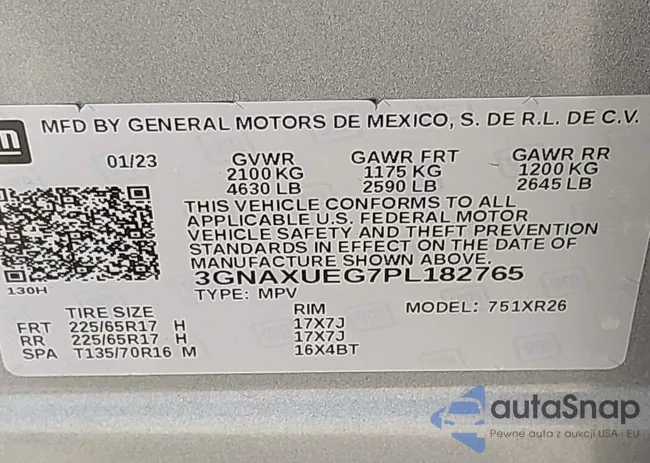 gm
MFD BY GENERAL MOTORS DE MEXICO, S. DE R.L. DE C.V.
01/23 GVWR GAWR FRT GAWR RR
2100 KG 1175 KG 1200 KG
4630 LB 2590 LB 2645 LB
THIS VEHICLE CONFORMS TO ALL
APPLICABLE U.S. FEDERAL MOTOR
VEHICLE SAFETY AND THEFT PREVENTION
STANDARDS IN EFFECT ON THE DATE OF
MANUFACTURE SHOWN ABOVE.
130H
3GNAXUEG7PL182765
TYPE: MPV MODEL: 751XR26
TIRE SIZE RIM
FRT 225/65R17 H 17X7J
RR 225/65R17 H 17X7J
SPA T135/70R16 M 16X4BT
autaSnap
Pewne auta z aukcji USA · EU